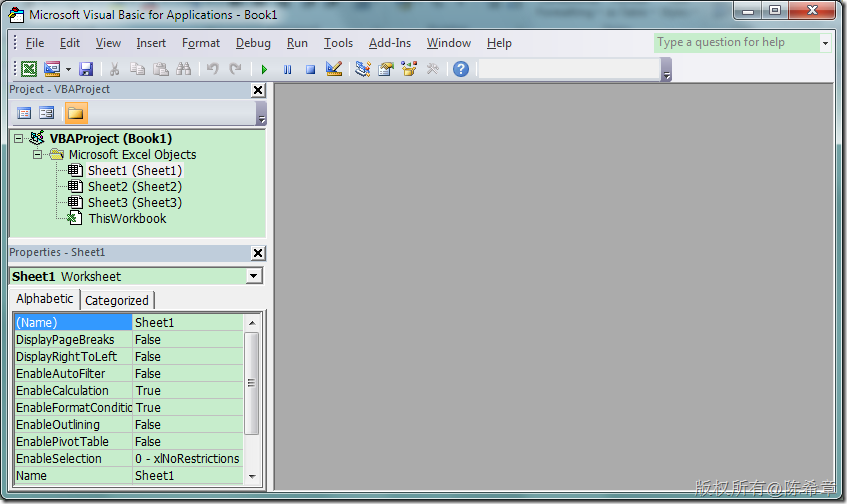 Microsoft Visual Basic for Applications - Book1
File Edit View Insert Format Debug Run Tools Add-Ins Window Help Type a question for help
Project - VBAProject
VBAProject (Book1)
Microsoft Excel Objects
Sheet1 (Sheet1)
Sheet2 (Sheet2)
Sheet3 (Sheet3)
ThisWorkbook
Properties - Sheet1
Sheet1 Worksheet
Alphabetic Categorized
(Name) Sheet1
DisplayPageBreaks False
DisplayRightToLeft False
EnableAutoFilter False
EnableCalculation True
EnableFormatConditic True
EnableOutlining False
EnablePivotTable False
EnableSelection 0 - xlNoRestrictions
Name Sheet1
版权所有@陈希章